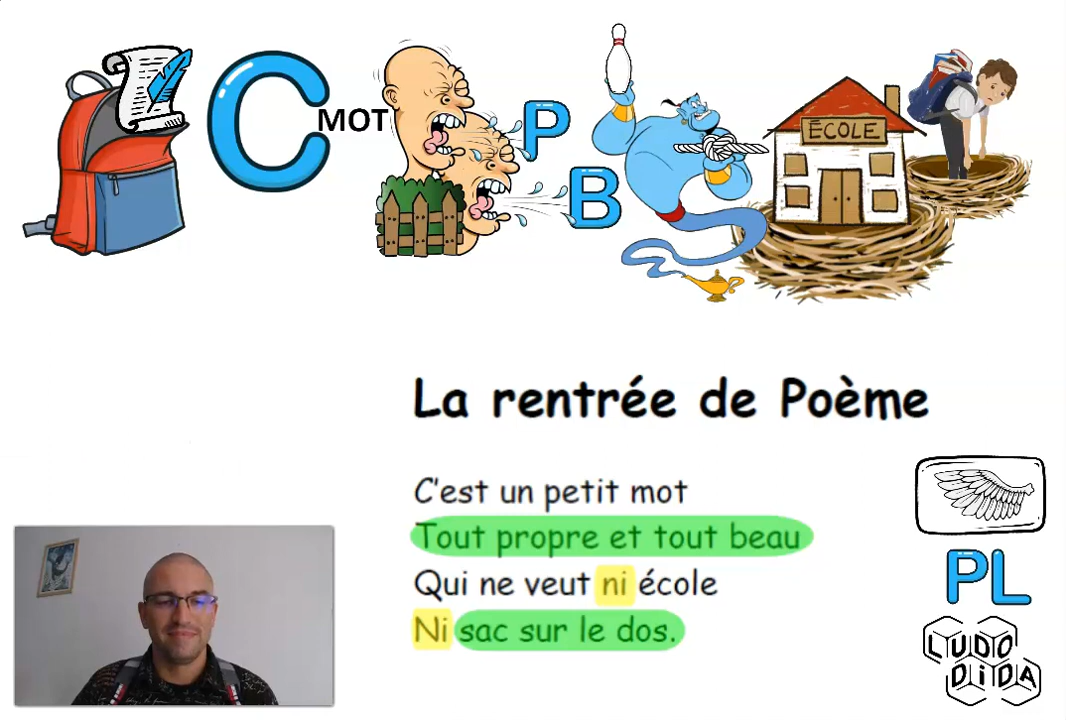 C
MOT
P
B
ÉCOLE
La rentrée de Poème
C'est un petit mot
Tout propre et tout beau
Qui ne veut ni école
Ni sac sur le dos.
PL
LUDO
DiDA